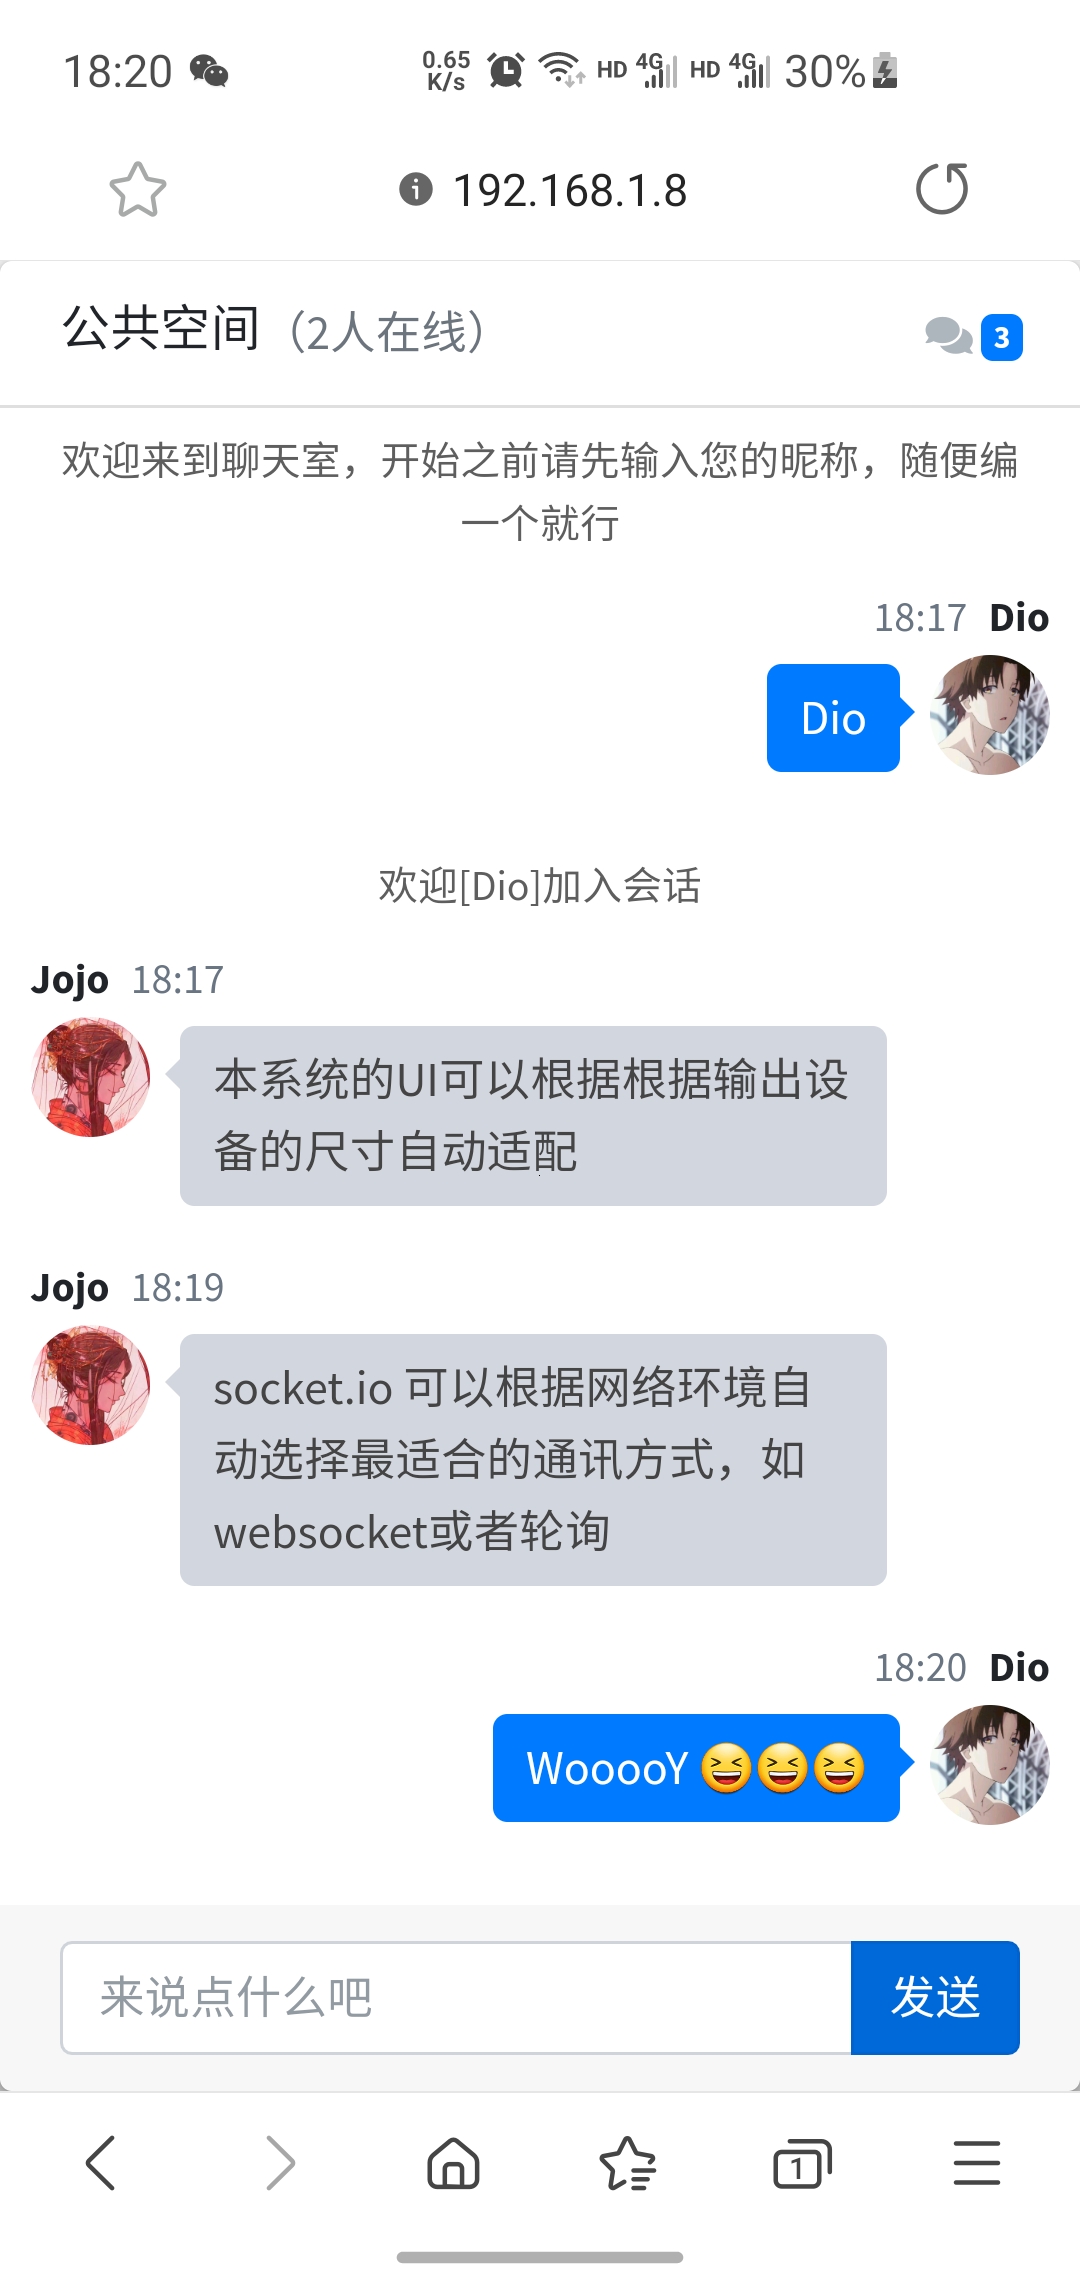 18:20
0.65
K/s
HD 4G HD 4G 30%
192.168.1.8
公共空间（2人在线）
3
欢迎来到聊天室，开始之前请先输入您的昵称，随便编
一个就行
18:17 Dio
Dio
欢迎[Dio]加入会话
Jojo 18:17
本系统的UI可以根据根据输出设
备的尺寸自动适配
Jojo 18:19
socket.io 可以根据网络环境自
动选择最适合的通讯方式，如
websocket或者轮询
18:20 Dio
WooooY 😆😆😆
来说点什么吧
发送
1